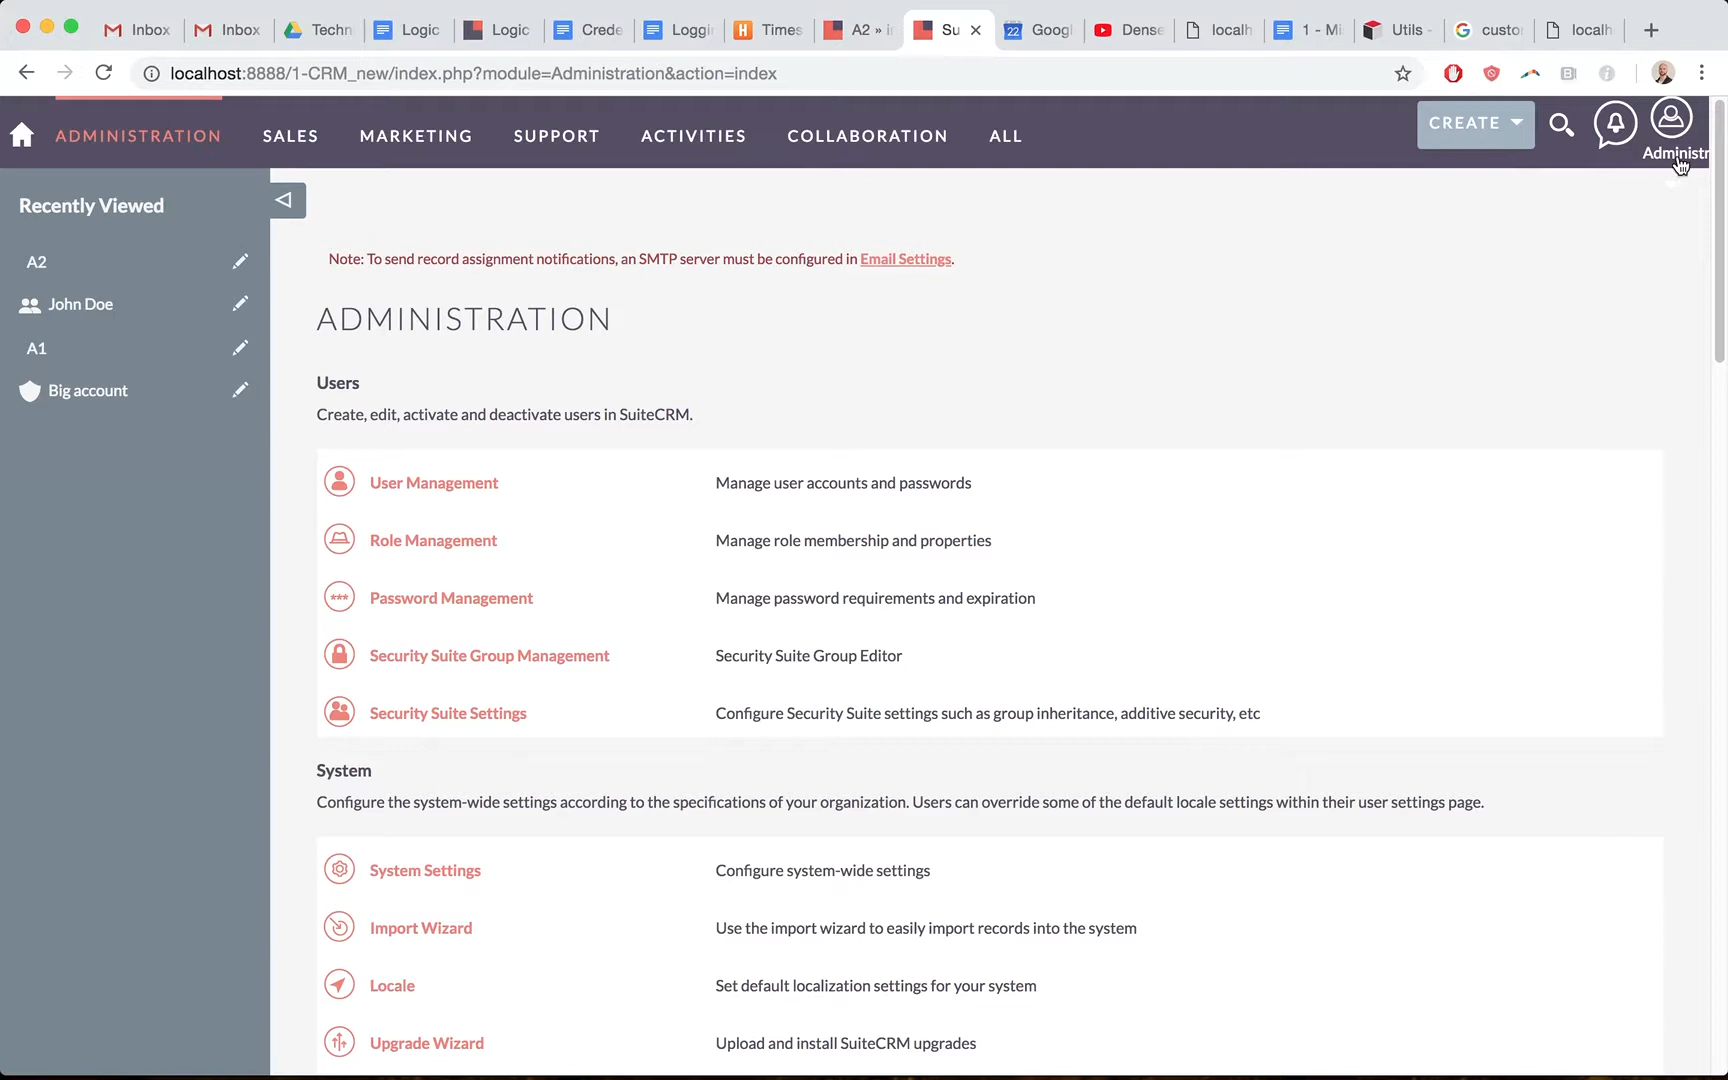 Inbox Inbox Techn Logic Logic Crede Loggi Times A2 » i Su Googl Dense localh 1 - Mi Utils - custo localh
22
localhost:8888/1-CRM_new/index.php?module=Administration&action=index
ADMINISTRATION SALES MARKETING SUPPORT ACTIVITIES COLLABORATION ALL CREATE
Administr
Recently Viewed
A2
John Doe
A1
Big account
Note: To send record assignment notifications, an SMTP server must be configured in Email Settings.
ADMINISTRATION
Users
Create, edit, activate and deactivate users in SuiteCRM.
User Management Manage user accounts and passwords
Role Management Manage role membership and properties
Password Management Manage password requirements and expiration
Security Suite Group Management Security Suite Group Editor
Security Suite Settings Configure Security Suite settings such as group inheritance, additive security, etc
System
Configure the system-wide settings according to the specifications of your organization. Users can override some of the default locale settings within their user settings page.
System Settings Configure system-wide settings
Import Wizard Use the import wizard to easily import records into the system
Locale Set default localization settings for your system
Upgrade Wizard Upload and install SuiteCRM upgrades